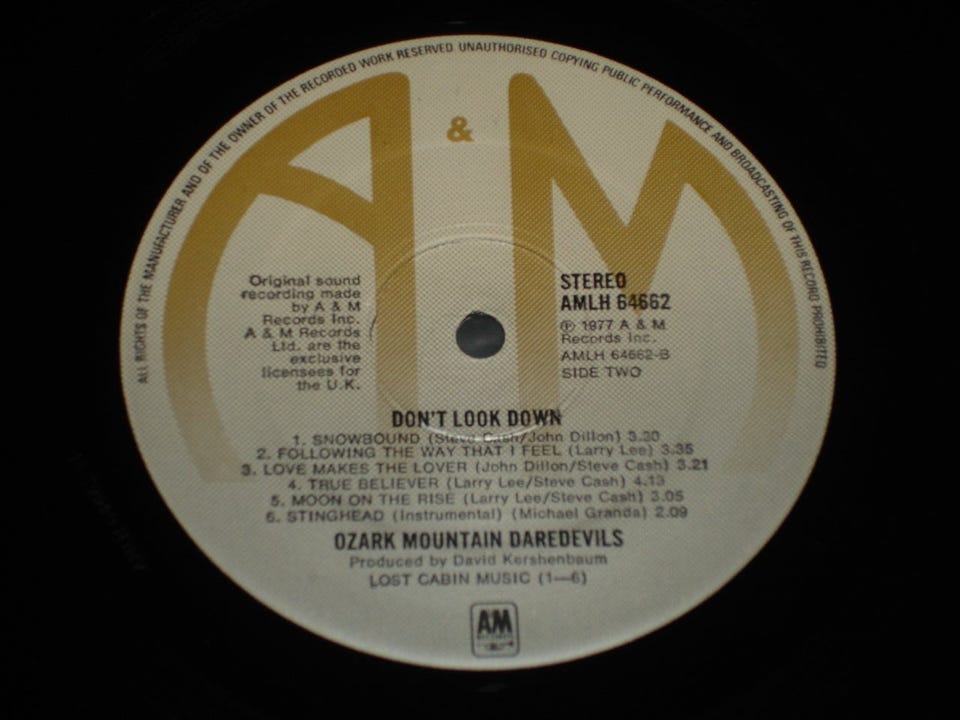 ALL RIGHTS OF THE MANUFACTURER AND OF THE OWNER OF THE RECORDED WORK RESERVED UNAUTHORISED COPYING PUBLIC PERFORMANCE AND BROADCASTING OF THIS RECORD PROHIBITED
A & M
Original sound
recording made
by A & M
Records Inc.
A & M Records
Ltd. are the
exclusive
licensees for
the U.K.
STEREO
AMLH 64662
℗ 1977 A & M
Records Inc.
AMLH 64662-B
SIDE TWO
DON'T LOOK DOWN
1. SNOWBOUND (Steve Cash/John Dillon) 3.30
2. FOLLOWING THE WAY THAT I FEEL (Larry Lee) 3.35
3. LOVE MAKES THE LOVER (John Dillon/Steve Cash) 3.21
4. TRUE BELIEVER (Larry Lee/Steve Cash) 4.13
5. MOON ON THE RISE (Larry Lee/Steve Cash) 3.05
6. STINGHEAD (Instrumental) (Michael Granda) 2.09
OZARK MOUNTAIN DAREDEVILS
Produced by David Kershenbaum
LOST CABIN MUSIC (1—6)
AM
RECORDS